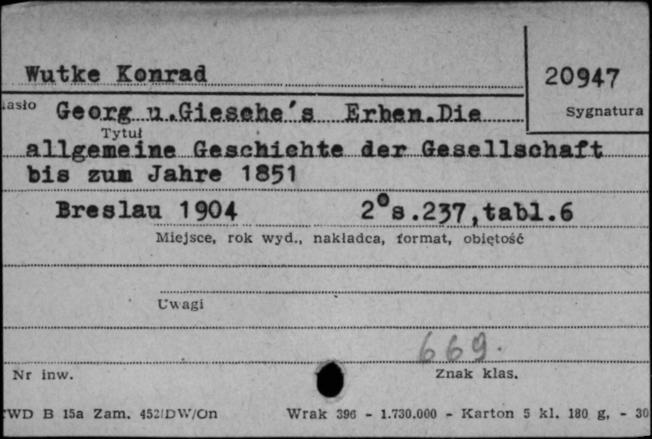 Wutke Konrad
20947
asło Georg u.Giesche's Erben.Die
Sygnatura
Tytuł
allgemeine Geschichte der Gesellschaft
bis zum Jahre 1851
Breslau 1904 2°s.237,tabl.6
Miejsce, rok wyd., nakładca, format, objętość
Uwagi
669.
Nr inw. Znak klas.
WD B 15a Zam. 452/DW/On Wrak 396 - 1.730.000 - Karton 5 kl. 180 g. - 30